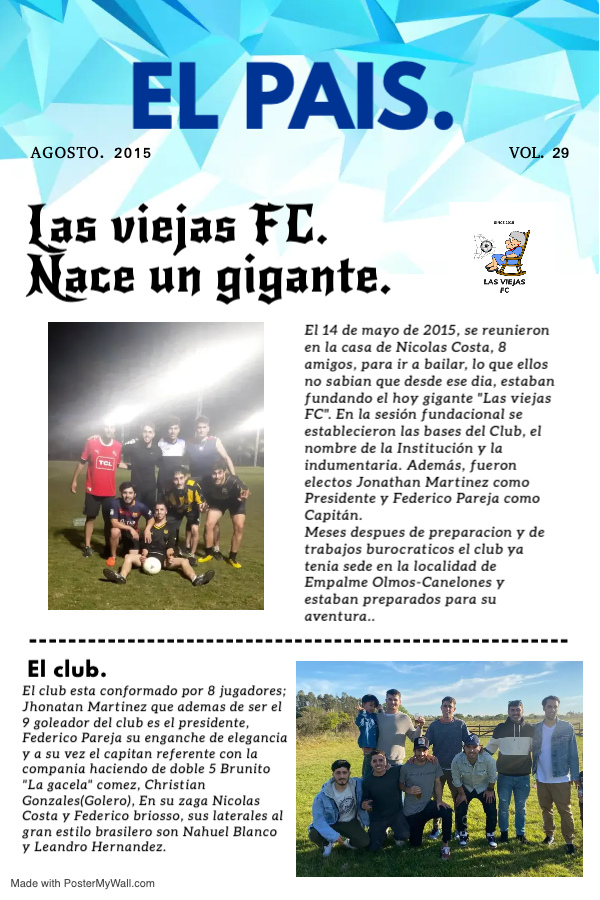 EL PAIS.
AGOSTO. 2015
VOL. 29
Las viejas FC.
Nace un gigante.
SINCE 2015
LAS VIEJAS
FC
TCL
El 14 de mayo de 2015, se reunieron
en la casa de Nicolas Costa, 8
amigos, para ir a bailar, lo que ellos
no sabian que desde ese dia, estaban
fundando el hoy gigante "Las viejas
FC". En la sesión fundacional se
establecieron las bases del Club, el
nombre de la Institución y la
indumentaria. Además, fueron
electos Jonathan Martinez como
Presidente y Federico Pareja como
Capitán.
Meses despues de preparacion y de
trabajos burocraticos el club ya
tenia sede en la localidad de
Empalme Olmos-Canelones y
estaban preparados para su
aventura..
El club.
El club esta conformado por 8 jugadores;
Jhonatan Martinez que ademas de ser el
9 goleador del club es el presidente,
Federico Pareja su enganche de elegancia
y a su vez el capitan referente con la
compania haciendo de doble 5 Brunito
"La gacela" comez, Christian
Gonzales(Golero), En su zaga Nicolas
Costa y Federico briosso, sus laterales al
gran estilo brasilero son Nahuel Blanco
y Leandro Hernandez.
Made with PosterMyWall.com